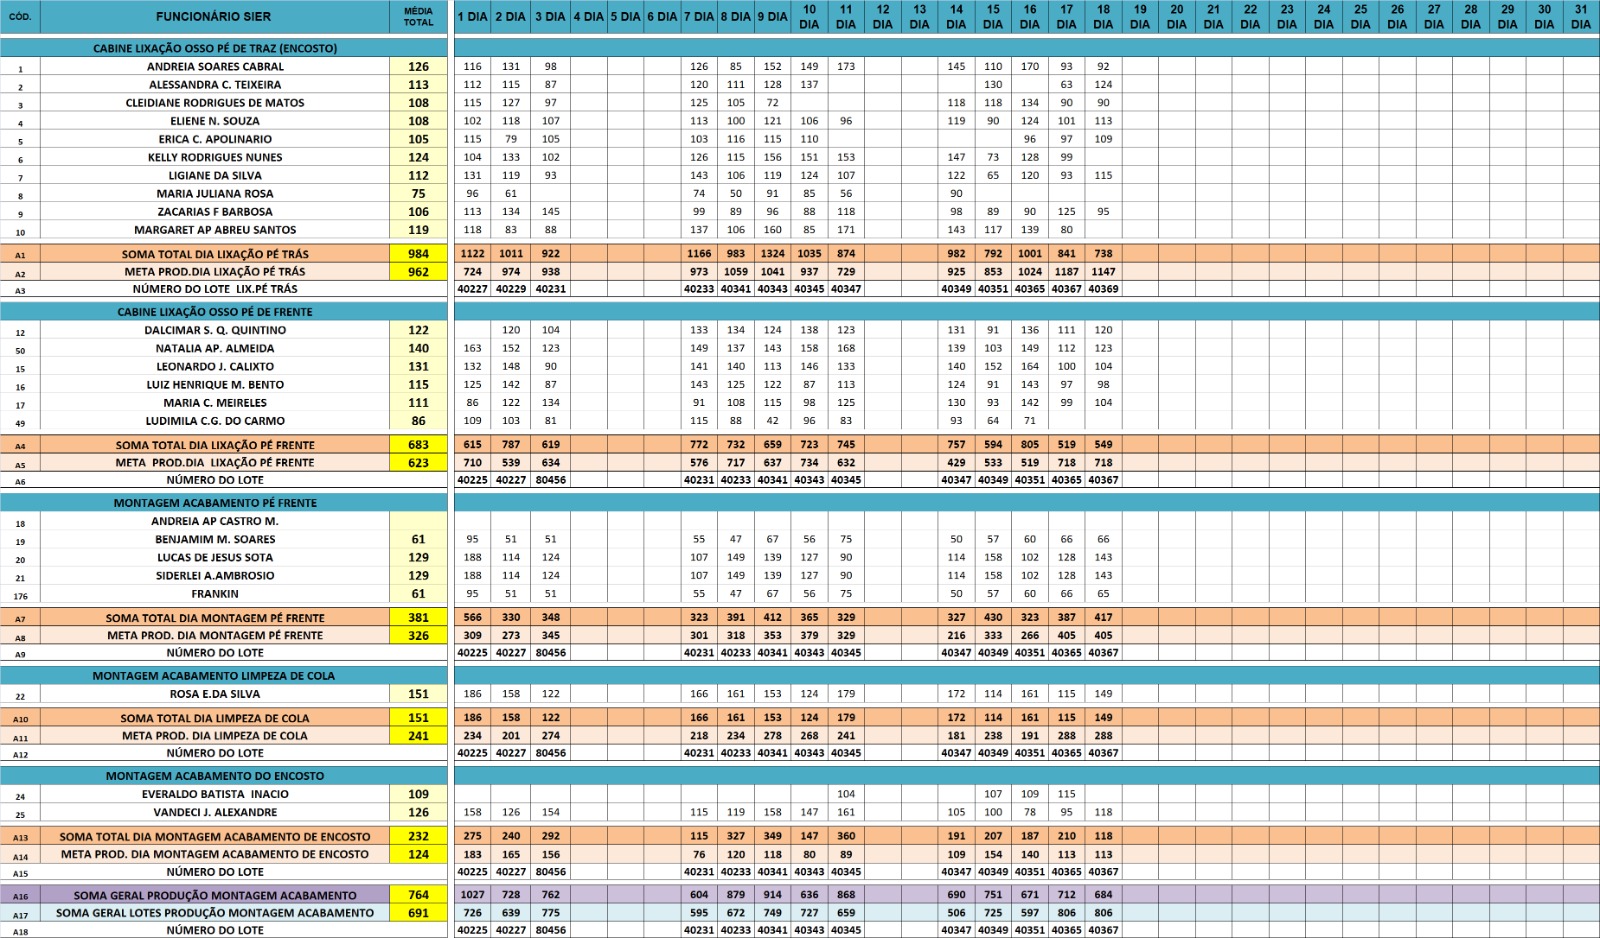 CÓD. FUNCIONÁRIO SIER MÉDIA TOTAL 1 DIA 2 DIA 3 DIA 4 DIA 5 DIA 6 DIA 7 DIA 8 DIA 9 DIA 10 DIA 11 DIA 12 DIA 13 DIA 14 DIA 15 DIA 16 DIA 17 DIA 18 DIA 19 DIA 20 DIA 21 DIA 22 DIA 23 DIA 24 DIA 25 DIA 26 DIA 27 DIA 28 DIA 29 DIA 30 DIA 31 DIA
CABINE LIXAÇÃO OSSO PÉ DE TRAZ (ENCOSTO)
1 ANDREIA SOARES CABRAL 126 116 131 98 126 85 152 149 173 145 110 170 93 92
2 ALESSANDRA C. TEIXEIRA 113 112 115 87 120 111 128 137 130 63 124
3 CLEIDIANE RODRIGUES DE MATOS 108 115 127 97 125 105 72 118 118 134 90 90
4 ELIENE N. SOUZA 108 102 118 107 113 100 121 106 96 119 90 124 101 113
5 ERICA C. APOLINARIO 105 115 79 105 103 116 115 110 96 97 109
6 KELLY RODRIGUES NUNES 124 104 133 102 126 115 156 151 153 147 73 128 99
7 LIGIANE DA SILVA 112 131 119 93 143 106 119 124 107 122 65 120 93 115
8 MARIA JULIANA ROSA 75 96 61 74 50 91 85 56 90
9 ZACARIAS F BARBOSA 106 113 134 145 99 89 96 88 118 98 89 90 125 95
10 MARGARET AP ABREU SANTOS 119 118 83 88 137 106 160 85 171 143 117 139 80
A1 SOMA TOTAL DIA LIXAÇÃO PÉ TRÁS 984 1122 1011 922 1166 983 1324 1035 874 982 792 1001 841 738
A2 META PROD.DIA LIXAÇÃO PÉ TRÁS 962 724 974 938 973 1059 1041 937 729 925 853 1024 1187 1147
A3 NÚMERO DO LOTE LIX.PÉ TRÁS 40227 40229 40231 40233 40341 40343 40345 40347 40349 40351 40365 40367 40369
CABINE LIXAÇÃO OSSO PÉ DE FRENTE
12 DALCIMAR S. Q. QUINTINO 122 120 104 133 134 124 138 123 131 91 136 111 120
50 NATALIA AP. ALMEIDA 140 163 152 123 149 137 143 158 168 139 103 149 112 123
15 LEONARDO J. CALIXTO 131 132 148 90 141 140 113 146 133 140 152 164 100 104
16 LUIZ HENRIQUE M. BENTO 115 125 142 87 143 125 122 87 113 124 91 143 97 98
17 MARIA C. MEIRELES 111 86 122 134 91 108 115 98 125 130 93 142 99 104
49 LUDIMILA C.G. DO CARMO 86 109 103 81 115 88 42 96 83 93 64 71
A4 SOMA TOTAL DIA LIXAÇÃO PÉ FRENTE 683 615 787 619 772 732 659 723 745 757 594 805 519 549
A5 META PROD.DIA LIXAÇÃO PÉ FRENTE 623 710 539 634 576 717 637 734 632 429 533 519 718 718
A6 NÚMERO DO LOTE 40225 40227 80456 40231 40233 40341 40343 40345 40347 40349 40351 40365 40367
MONTAGEM ACABAMENTO PÉ FRENTE
18 ANDREIA AP CASTRO M.
19 BENJAMIM M. SOARES 61 95 51 51 55 47 67 56 75 50 57 60 66 66
20 LUCAS DE JESUS SOTA 129 188 114 124 107 149 139 127 90 114 158 102 128 143
21 SIDERLEI A.AMBROSIO 129 188 114 124 107 149 139 127 90 114 158 102 128 143
176 FRANKIN 61 95 51 51 55 47 67 56 75 50 57 60 66 65
A7 SOMA TOTAL DIA MONTAGEM PÉ FRENTE 381 566 330 348 323 391 412 365 329 327 430 323 387 417
A8 META PROD. DIA MONTAGEM PÉ FRENTE 326 309 273 345 301 318 353 379 329 216 333 266 405 405
A9 NÚMERO DO LOTE 40225 40227 80456 40231 40233 40341 40343 40345 40347 40349 40351 40365 40367
MONTAGEM ACABAMENTO LIMPEZA DE COLA
22 ROSA E.DA SILVA 151 186 158 122 166 161 153 124 179 172 114 161 115 149
A10 SOMA TOTAL DIA LIMPEZA DE COLA 151 186 158 122 166 161 153 124 179 172 114 161 115 149
A11 META PROD. DIA LIMPEZA DE COLA 241 234 201 274 218 234 278 268 242 181 238 191 288 288
A12 NÚMERO DO LOTE 40225 40227 80456 40231 40233 40341 40343 40345 40347 40349 40351 40365 40367
MONTAGEM ACABAMENTO DO ENCOSTO
24 EVERALDO BATISTA INACIO 109 104 107 109 115
25 VANDECI J. ALEXANDRE 126 158 126 154 115 119 158 147 161 105 100 78 95 118
A13 SOMA TOTAL DIA MONTAGEM ACABAMENTO DE ENCOSTO 232 275 240 292 115 327 349 147 360 191 207 187 210 118
A14 META PROD. DIA MONTAGEM ACABAMENTO DE ENCOSTO 124 183 165 156 76 120 118 80 89 109 154 140 113 113
A15 NÚMERO DO LOTE 40225 40227 80456 40231 40233 40341 40343 40345 40347 40349 40351 40365 40367
A16 SOMA GERAL PRODUÇÃO MONTAGEM ACABAMENTO 764 1027 728 762 604 879 914 636 868 690 751 671 712 684
A17 SOMA GERAL LOTES PRODUÇÃO MONTAGEM ACABAMENTO 691 726 639 775 595 672 749 727 659 506 725 597 806 806
A18 NÚMERO DO LOTE 40225 40227 80456 40231 40233 40341 40343 40345 40347 40349 40351 40365 40367